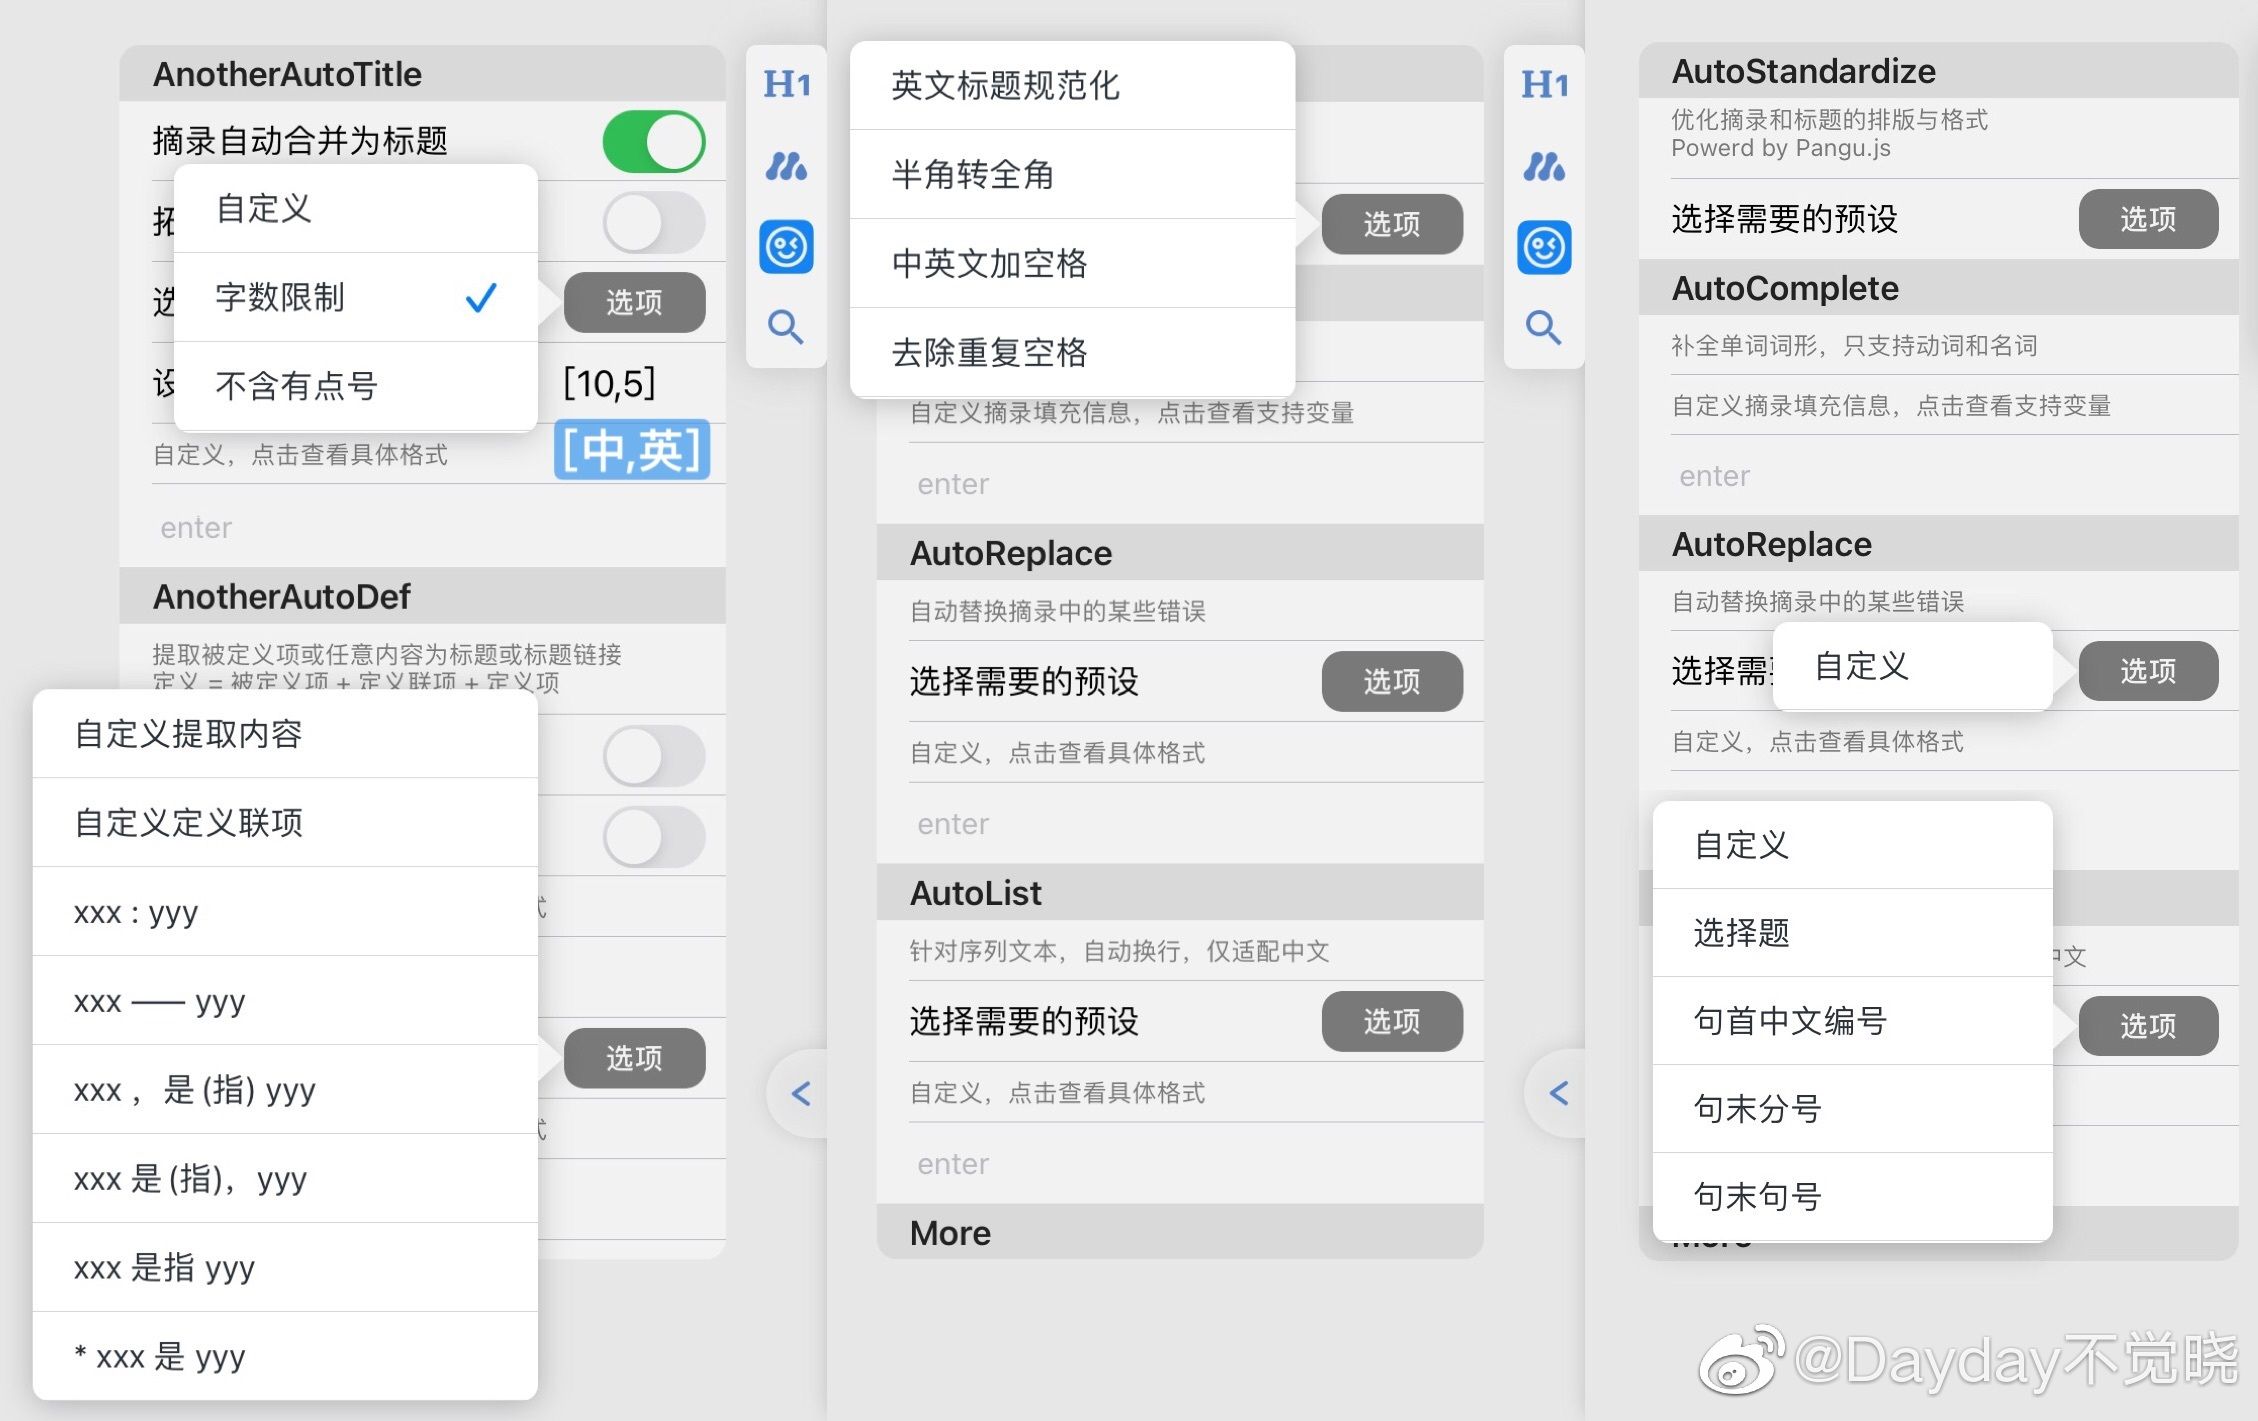 AnotherAutoTitle
摘录自动合并为标题
自定义
字数限制
选项
不含有点号
[10,5]
[中,英]
自定义，点击查看具体格式
enter
AnotherAutoDef
提取被定义项或任意内容为标题或标题链接
定义 = 被定义项 + 定义联项 + 定义项
自定义提取内容
自定义定义联项
xxx : yyy
xxx —— yyy
选项
xxx ，是 (指) yyy
xxx 是 (指)，yyy
xxx 是指 yyy
* xxx 是 yyy
H1
英文标题规范化
半角转全角
选项
中英文加空格
去除重复空格
自定义摘录填充信息，点击查看支持变量
enter
AutoReplace
自动替换摘录中的某些错误
选择需要的预设 选项
自定义，点击查看具体格式
enter
AutoList
针对序列文本，自动换行，仅适配中文
选择需要的预设 选项
自定义，点击查看具体格式
enter
More
H1
AutoStandardize
优化摘录和标题的排版与格式
Powerd by Pangu.js
选择需要的预设 选项
AutoComplete
补全单词词形，只支持动词和名词
自定义摘录填充信息，点击查看支持变量
enter
AutoReplace
自动替换摘录中的某些错误
选择需 自定义 选项
自定义，点击查看具体格式
自定义
选择题
中文
句首中文编号
选项
句末分号
句末句号
More
@Dayday不觉晓